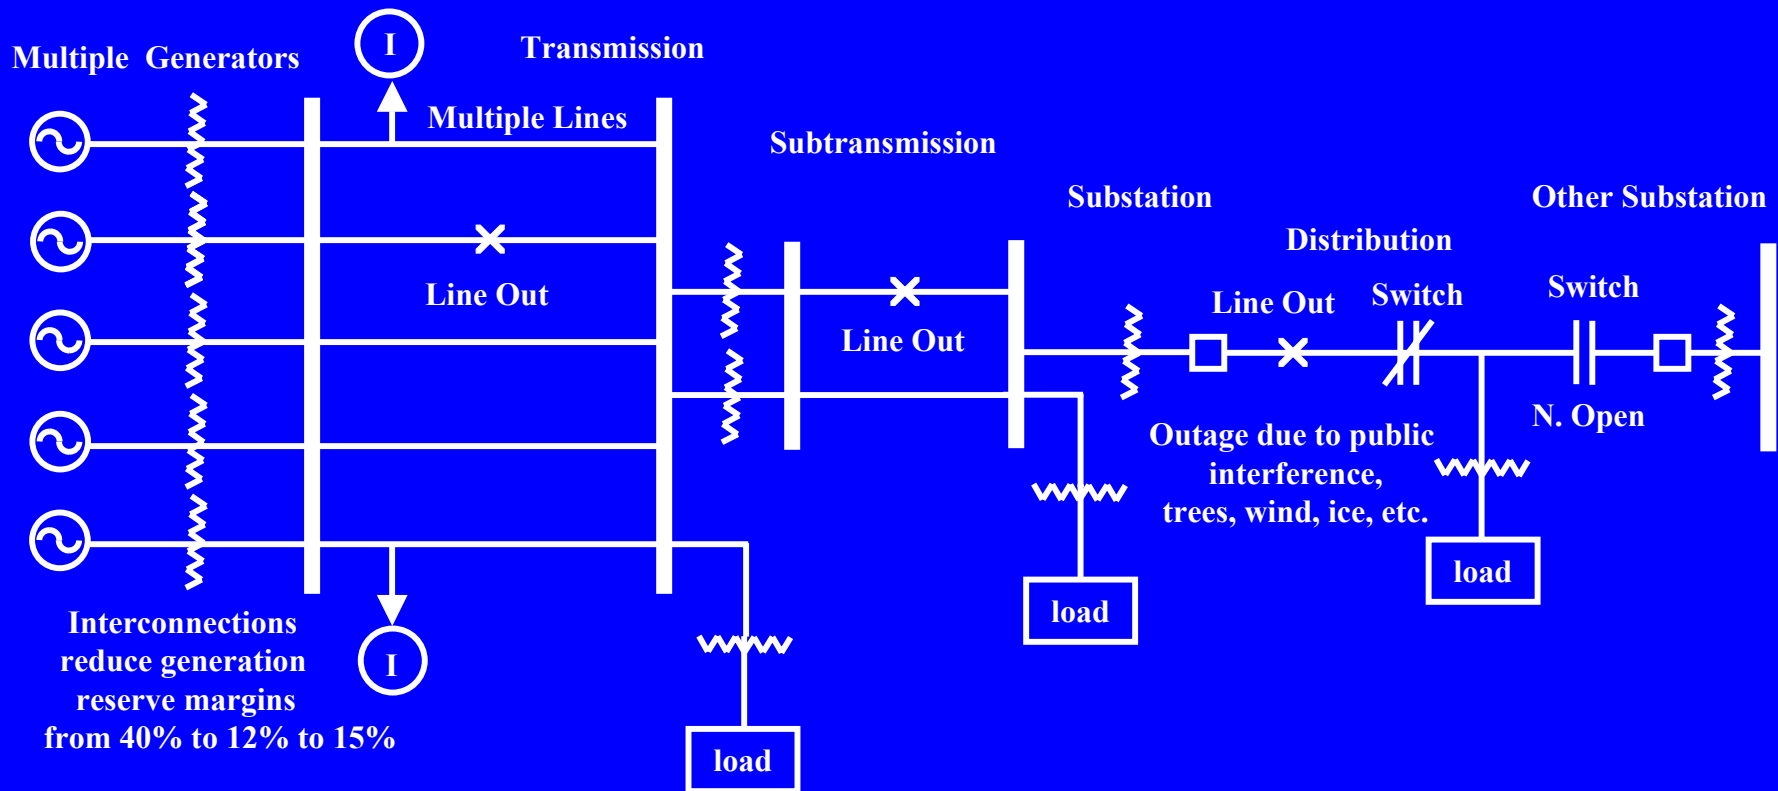 I
Transmission
Multiple Generators
Multiple Lines
Subtransmission
Substation
Other Substation
Distribution
Line Out
Line Out
Switch
Switch
Line Out
N. Open
Outage due to public
interference,
trees, wind, ice, etc.
load
load
Interconnections
reduce generation
reserve margins
from 40% to 12% to 15%
I
load